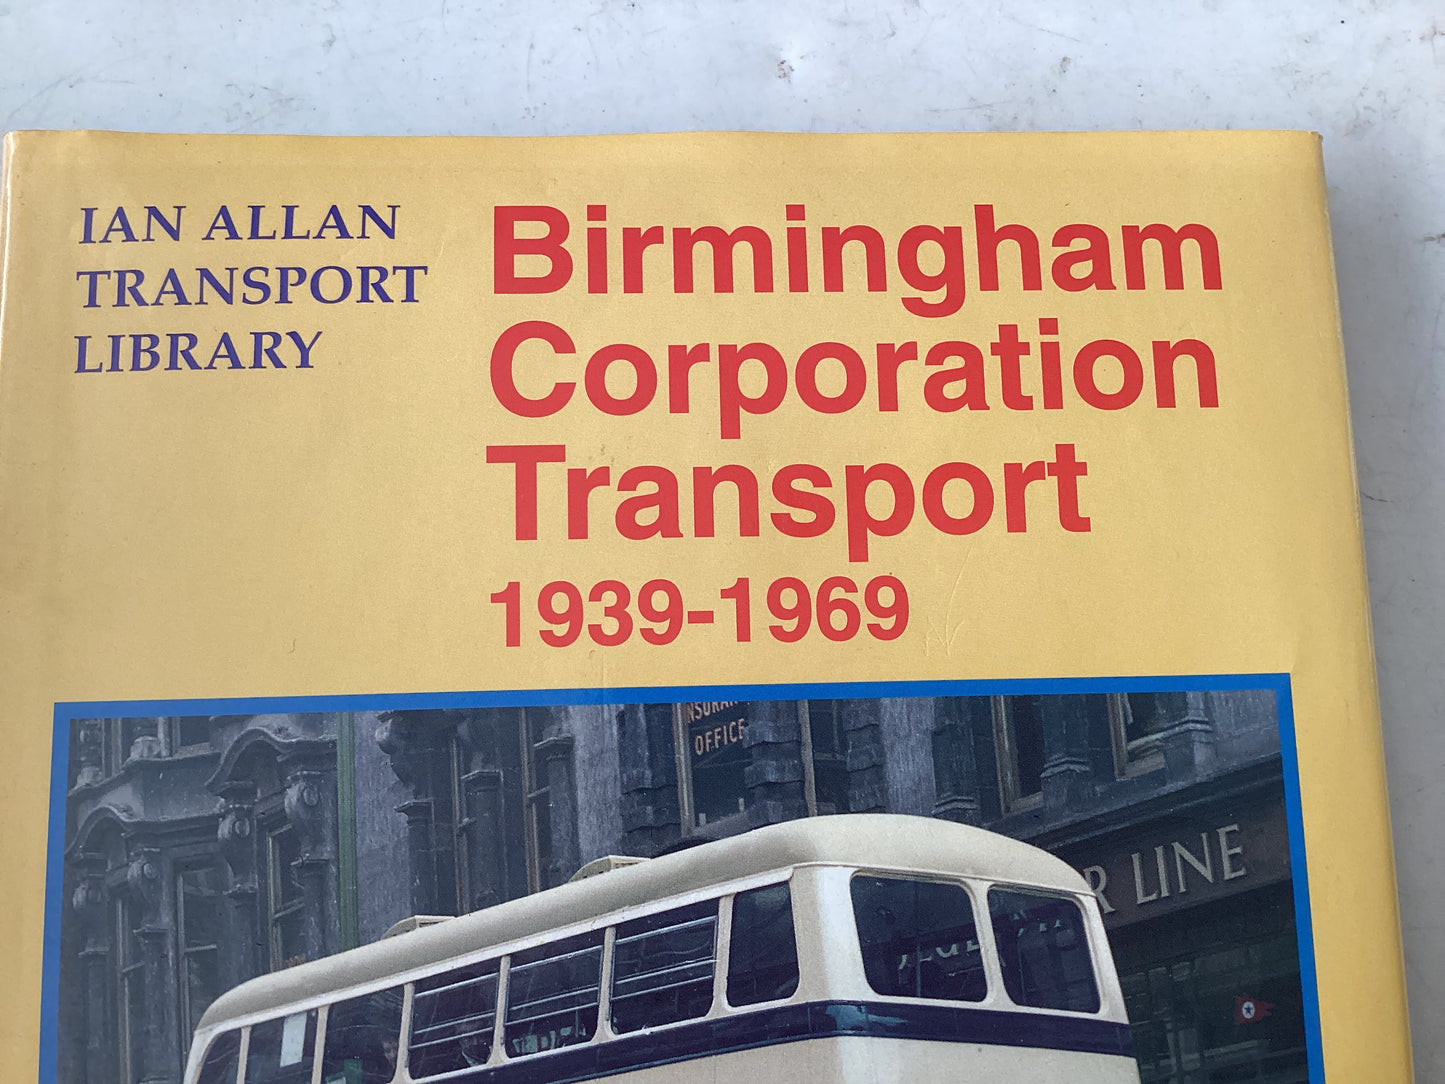 IAN ALLAN
TRANSPORT
LIBRARY
Birmingham
Corporation
Transport
1939-1969
OFFICE
LINE